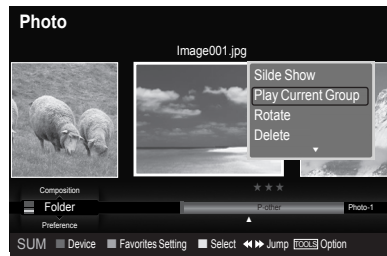 Photo
Image001.jpg
Silde Show
Play Current Group
Rotate
Delete
Composition
Folder
P-other
Photo-1
Preference
SUM Device Favorites Setting Select Jump TOOLS Option